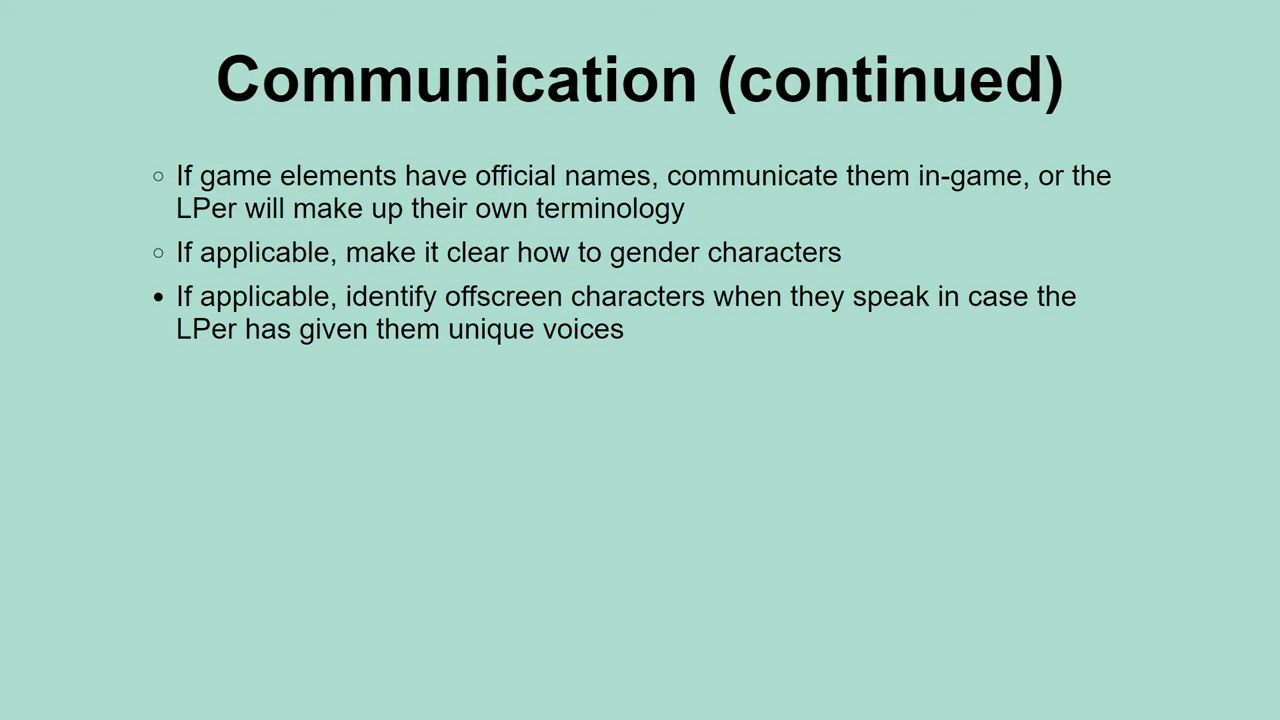 Communication (continued)
If game elements have official names, communicate them in-game, or the
LPer will make up their own terminology
If applicable, make it clear how to gender characters
If applicable, identify offscreen characters when they speak in case the
LPer has given them unique voices